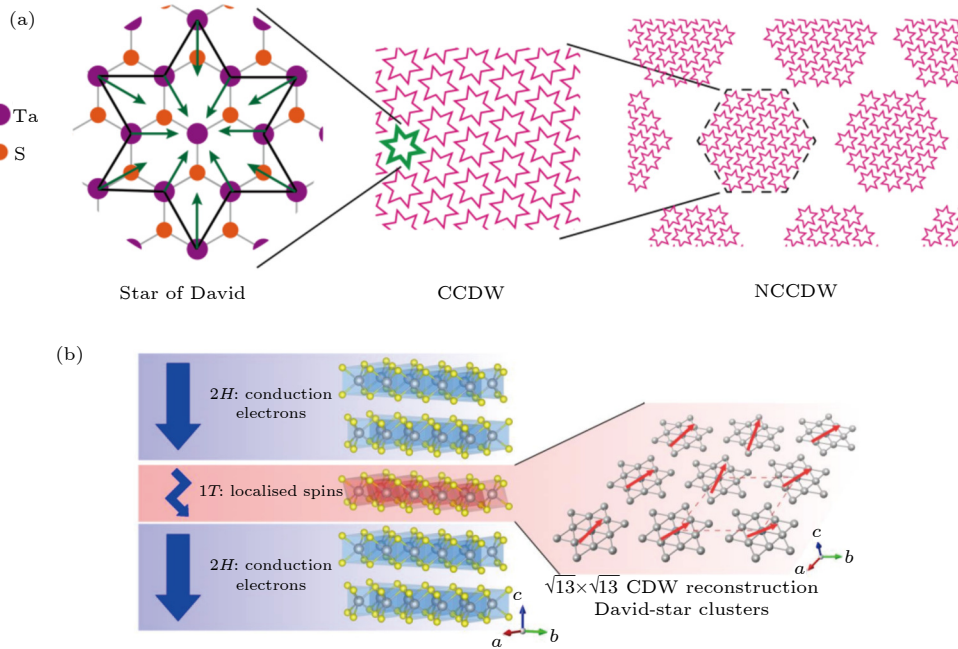 (a)
Ta
S
Star of David
CCDW
NCCDW
(b)
2H: conduction
electrons
1T: localised spins
2H: conduction
electrons
c
a
b
c
a
b
√13×√13 CDW reconstruction
David-star clusters